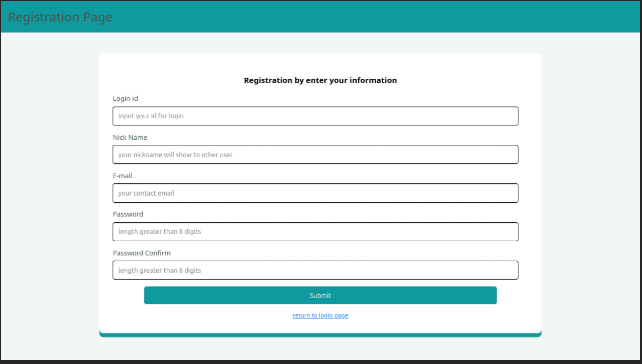 Registration Page
Registration by enter your information
Login id
input your id for login
Nick Name
your nickname will show to other user
E-mail
your contact email
Password
length greater than 8 digits
Password Confirm
length greater than 8 digits
Submit
return to login page